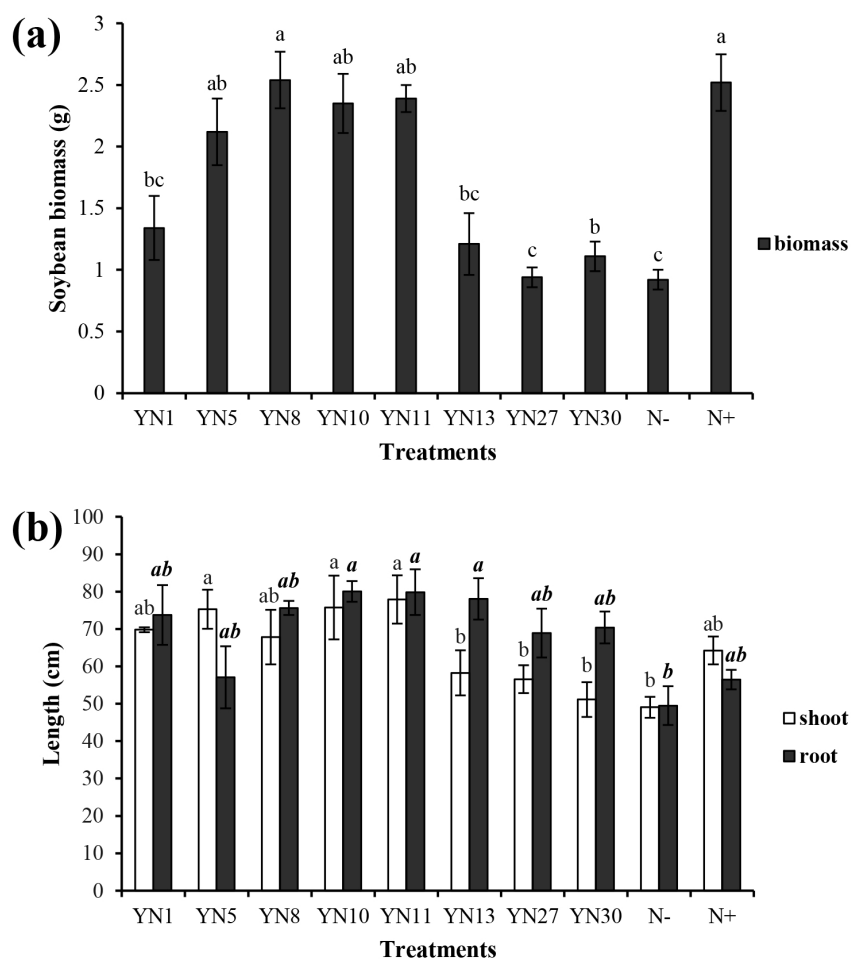 (a)
Soybean biomass (g)
3
2.5
2
1.5
1
0.5
0
bc
ab
a
ab
ab
bc
c
b
c
a
YN1 YN5 YN8 YN10 YN11 YN13 YN27 YN30 N- N+
Treatments
biomass
(b)
Length (cm)
100
90
80
70
60
50
40
30
20
10
0
ab ab
a ab
ab ab
a a
a a
b a
b ab
b ab
b b
ab ab
YN1 YN5 YN8 YN10 YN11 YN13 YN27 YN30 N- N+
Treatments
shoot
root